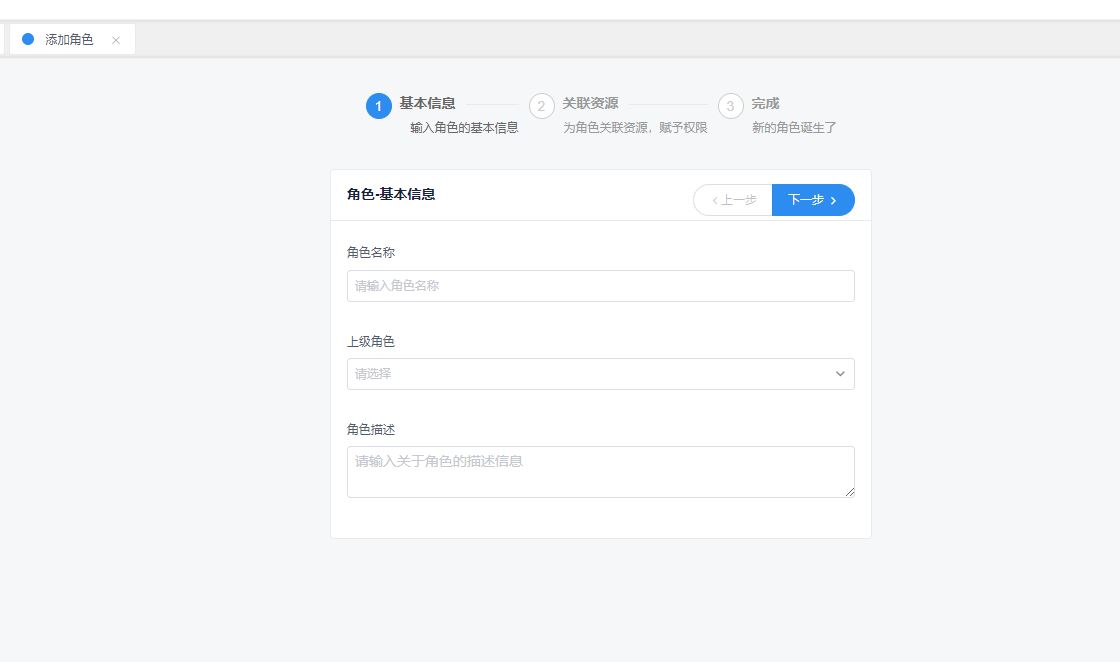 添加角色
1 基本信息 2 关联资源 3 完成
输入角色的基本信息 为角色关联资源，赋予权限 新的角色诞生了
角色-基本信息
上一步 下一步
角色名称
请输入角色名称
上级角色
请选择
角色描述
请输入关于角色的描述信息